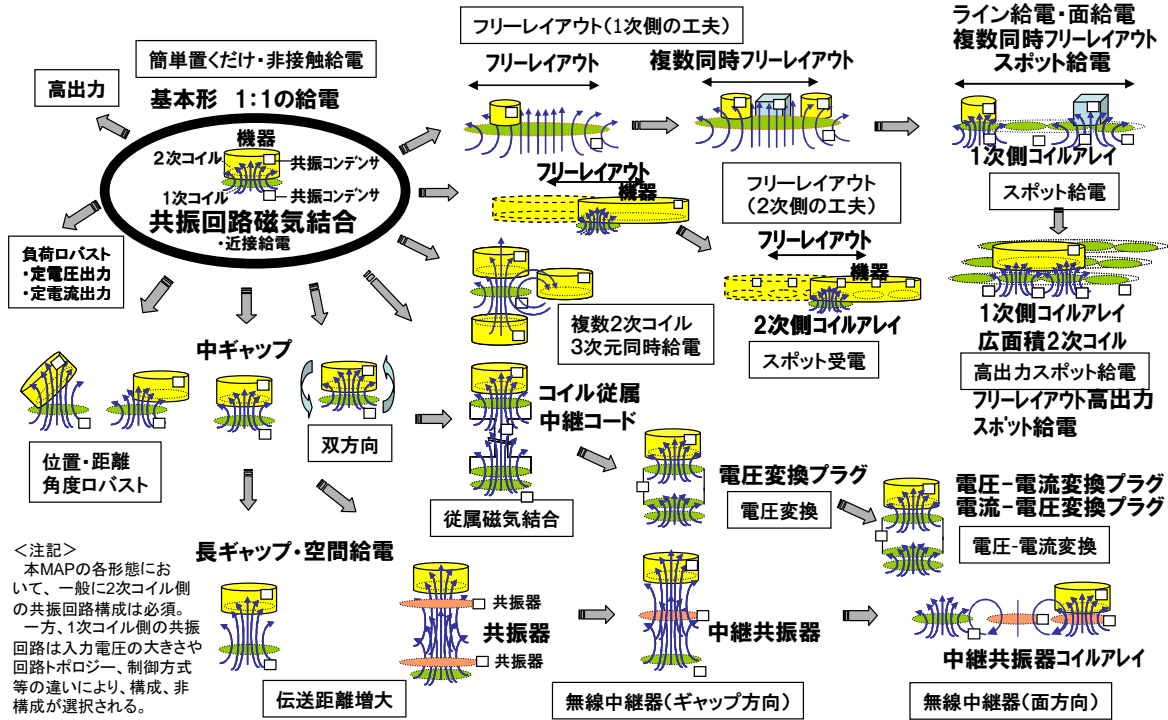 フリーレイアウト(1次側の工夫)
ライン給電・面給電
複数同時フリーレイアウト
スポット給電
簡単置くだけ・非接触給電
フリーレイアウト
複数同時フリーレイアウト
高出力
基本形 1:1の給電
機器
2次コイル
共振コンデンサ
1次コイル
共振コンデンサ
共振回路磁気結合
・近接給電
1次側コイルアレイ
スポット給電
フリーレイアウト
機器
フリーレイアウト
(2次側の工夫)
負荷ロバスト
・定電圧出力
・定電流出力
フリーレイアウト
機器
2次側コイルアレイ
スポット受電
1次側コイルアレイ
広面積2次コイル
高出力スポット給電
フリーレイアウト高出力
スポット給電
複数2次コイル
3次元同時給電
中ギャップ
位置・距離
角度ロバスト
双方向
コイル従属
中継コード
従属磁気結合
電圧変換プラグ
電圧変換
電圧-電流変換プラグ
電流-電圧変換プラグ
電圧-電流変換
<注記>
本MAPの各形態にお
いて、一般に2次コイル側
の共振回路構成は必須。
一方、1次コイル側の共振
回路は入力電圧の大きさや
回路トポロジー、制御方式
等の違いにより、構成、非
構成が選択される。
長ギャップ・空間給電
共振器
共振器
共振器
伝送距離増大
中継共振器
無線中継器(ギャップ方向)
中継共振器コイルアレイ
無線中継器(面方向)